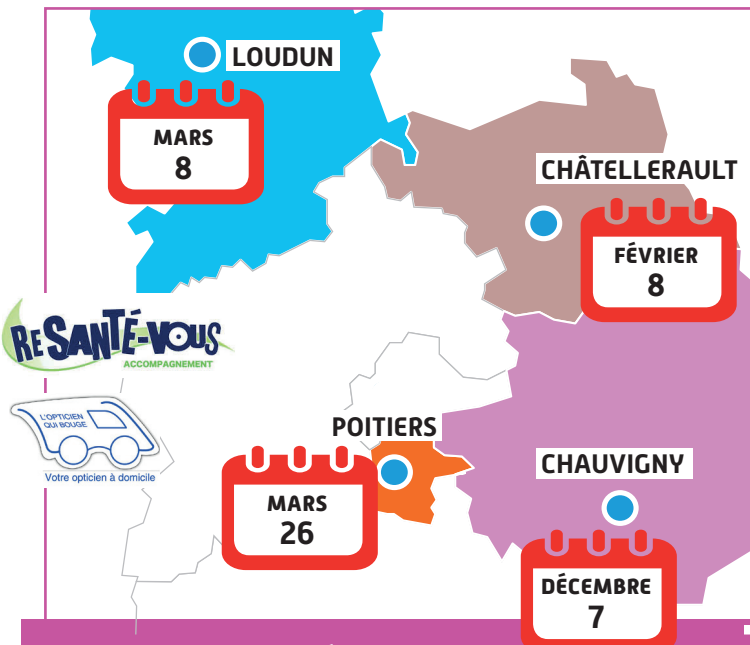 LOUDUN
MARS
8
CHÂTELLERAULT
FÉVRIER
8
RESANTÉ-VOUS
ACCOMPAGNEMENT
L'OPTICIEN
QUI BOUGE
Votre opticien à domicile
POITIERS
MARS
26
CHAUVIGNY
DÉCEMBRE
7